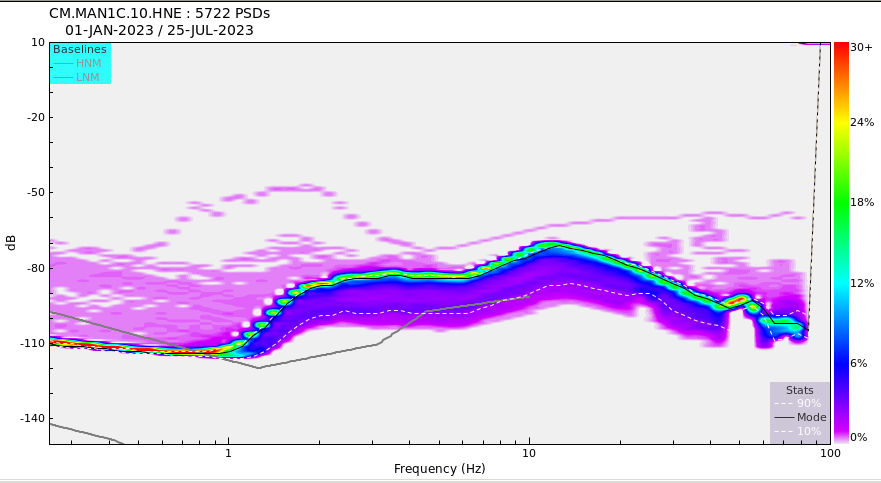 CM.MAN1C.10.HNE : 5722 PSDs
01-JAN-2023 / 25-JUL-2023
Baselines
HNM
LNM
10
-20
-50
-80
-110
-140
dB
1
10
100
Frequency (Hz)
30+
24%
18%
12%
6%
0%
Stats
90%
Mode
10%